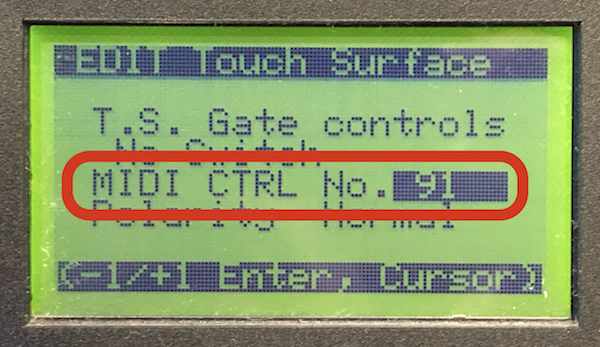 EDIT Touch Surface
T.S. Gate controls
No Switch
MIDI CTRL No. 91
Polarity Normal
(-1/+1 Enter, Cursor)